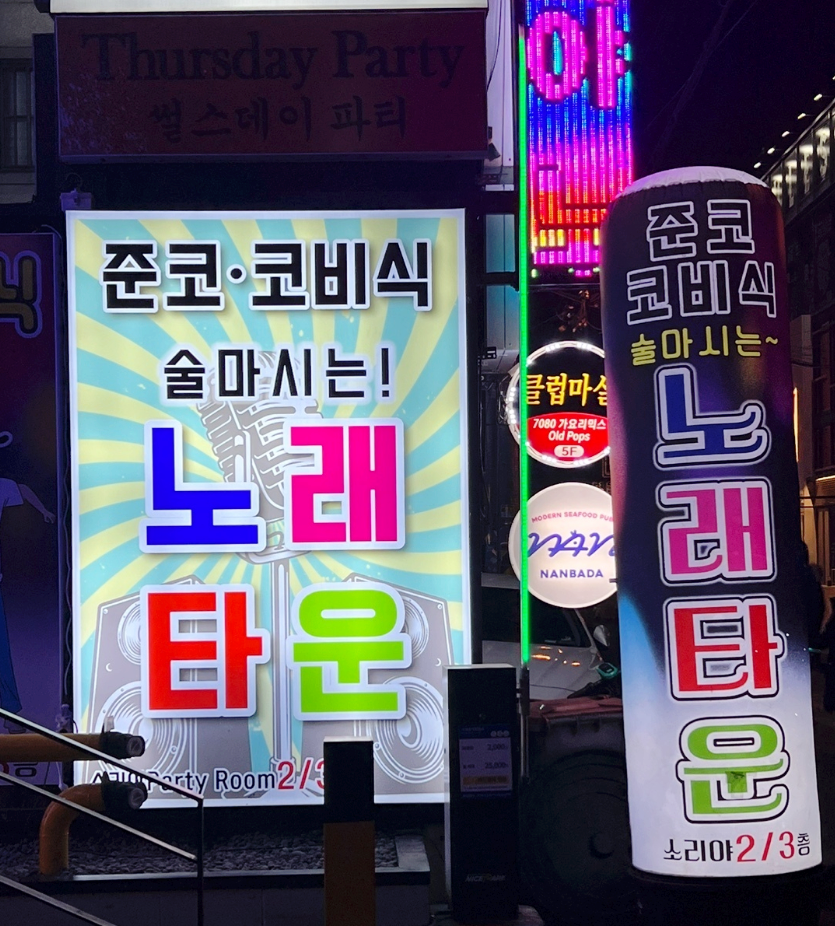 Thursday Party
썰스데이 파티
준코·코비식
술마시는!
노래
타운
Party Room 2/3
야
클럽마실
7080 가요리믹스
Old Pops
5F
MODERN SEAFOOD PUB
NANBADA
준코
코비식
술마시는~
노
래
타
운
소리야 2/3층